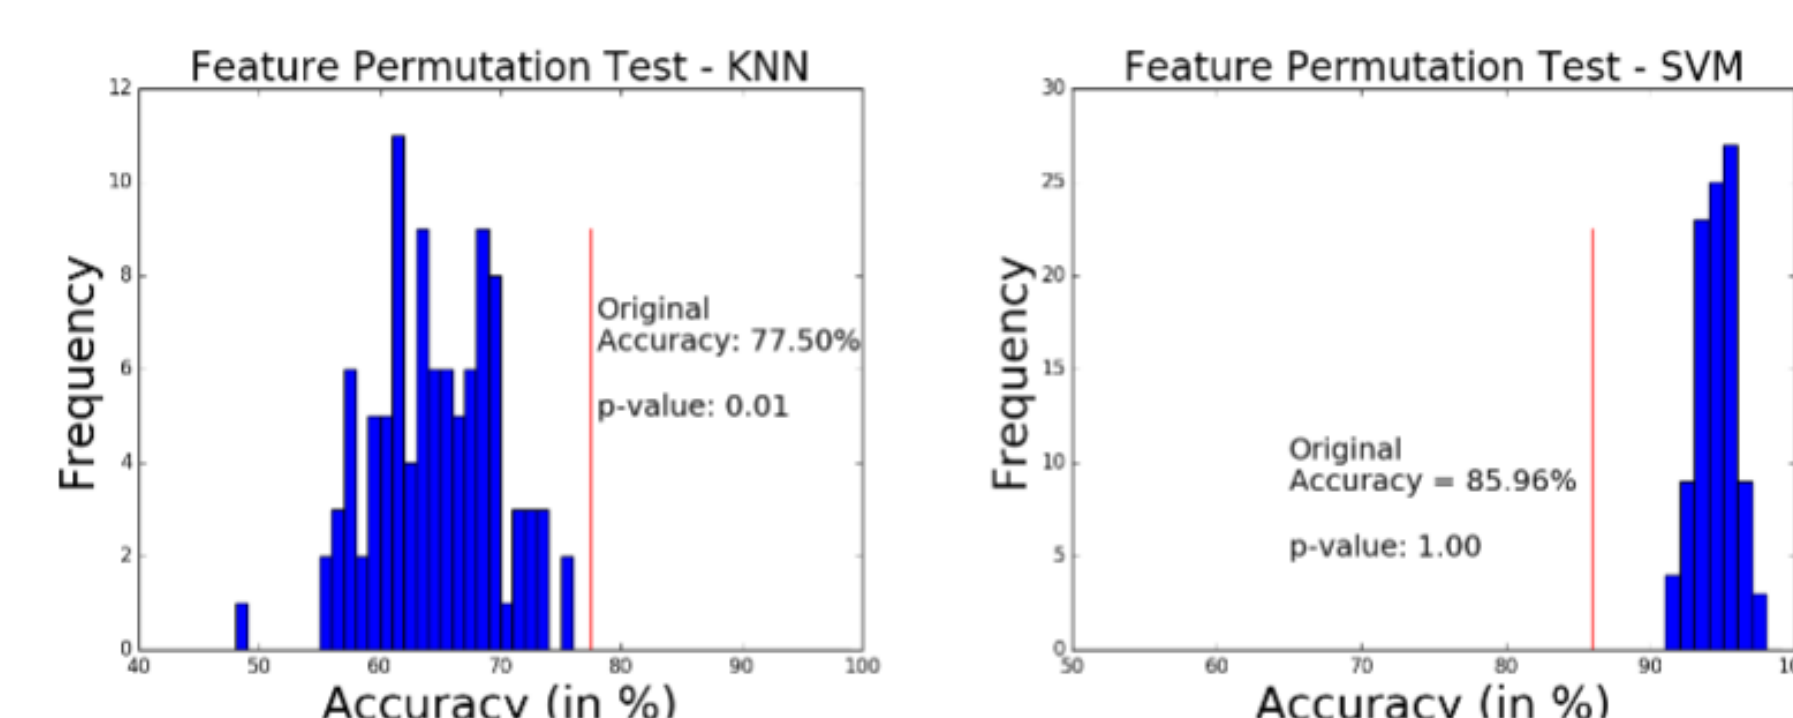 Feature Permutation Test - KNN
12
10
8
6
4
2
0
Frequency
Original
Accuracy: 77.50%
p-value: 0.01
40 50 60 70 80 90 100
Accuracy (in %)
Feature Permutation Test - SVM
30
25
20
15
10
5
0
Frequency
Original
Accuracy = 85.96%
p-value: 1.00
50 60 70 80 90
Accuracy (in %)